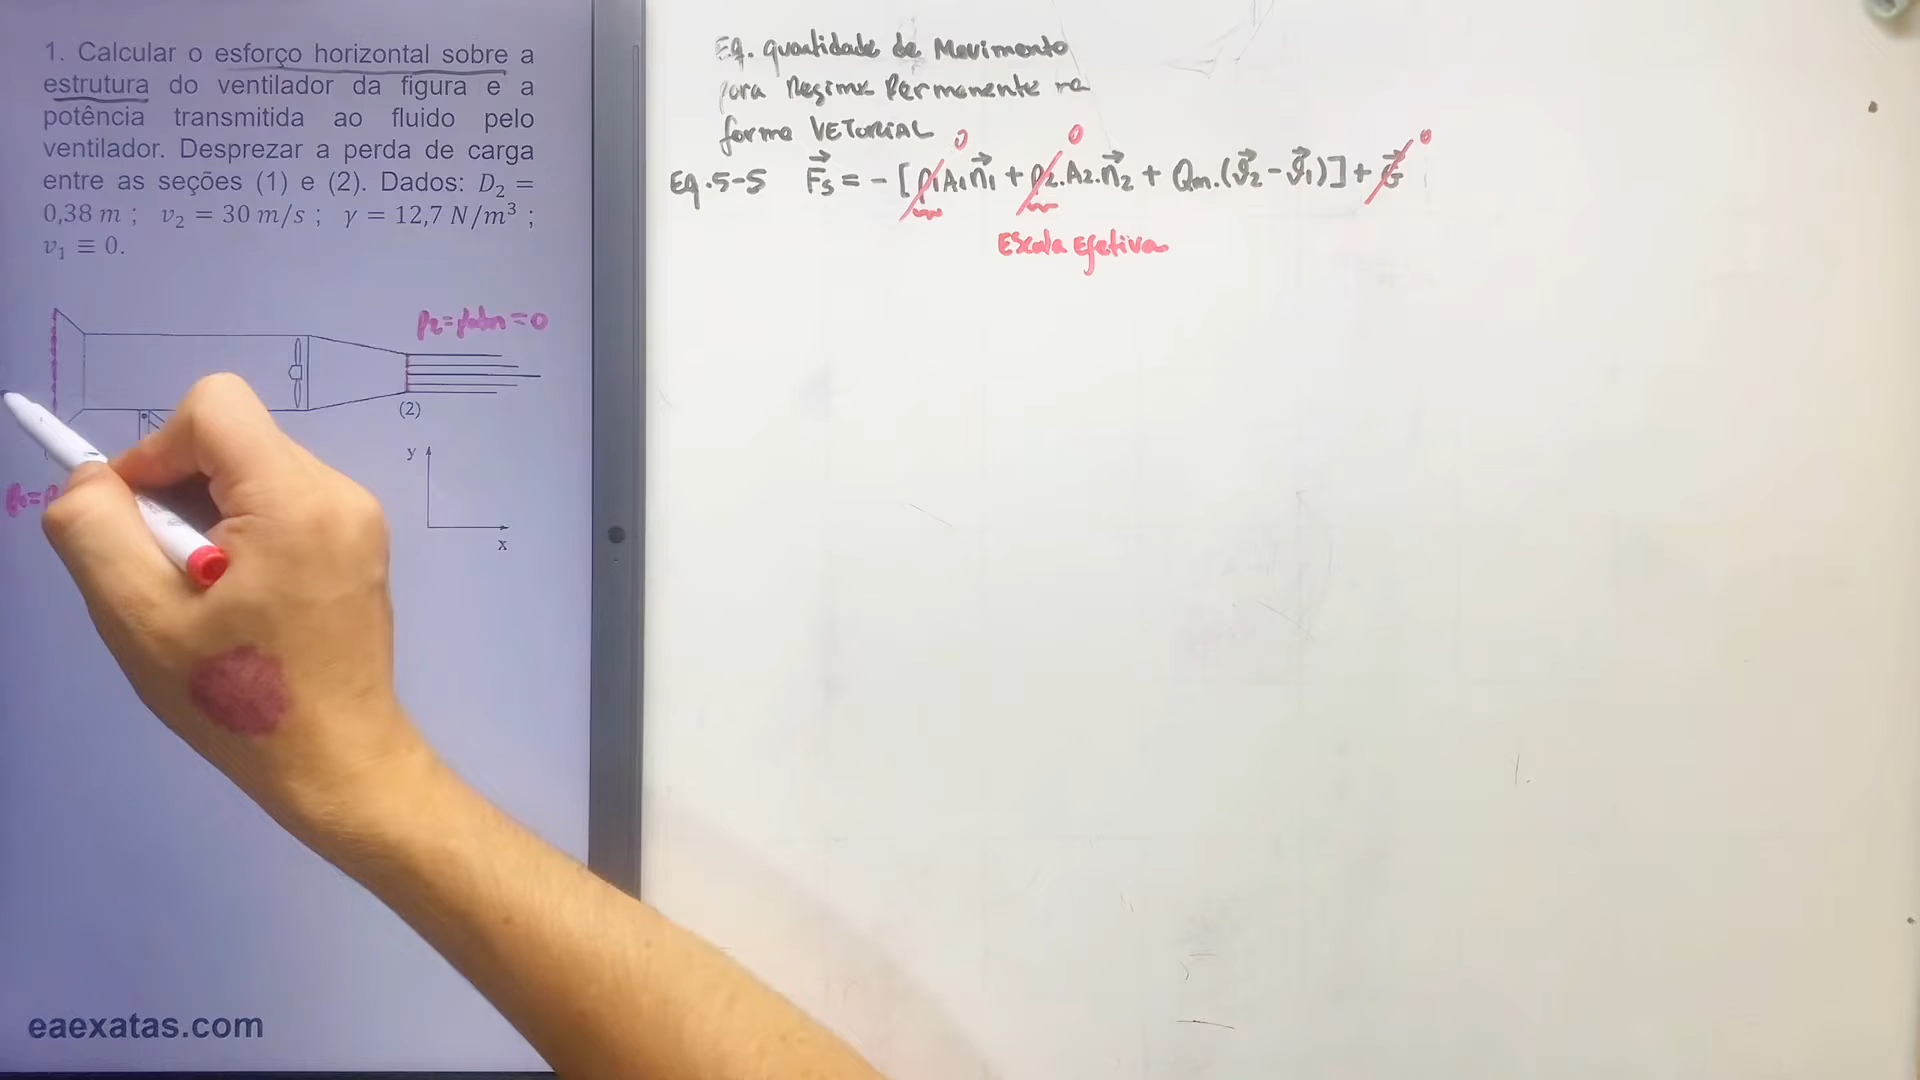 1. Calcular o esforço horizontal sobre a
estrutura do ventilador da figura e a
potência transmitida ao fluido pelo
ventilador. Desprezar a perda de carga
entre as seções (1) e (2). Dados: D₂ =
0,38 m ; v₂ = 30 m/s ; γ = 12,7 N/m³ ;
v₁ ≡ 0.
p₂=patm=0
(2)
y
x
p₁=p
eaexatas.com
Eq. quantidade de Movimento
para Regime Permanente na
forma VETORIAL
0 0 0
Eq.5-5 F⃗s = - [p₁A₁n⃗₁ + p₂.A₂.n⃗₂ + Qm.(v⃗₂-v⃗₁)] + G⃗
Escala Efetiva